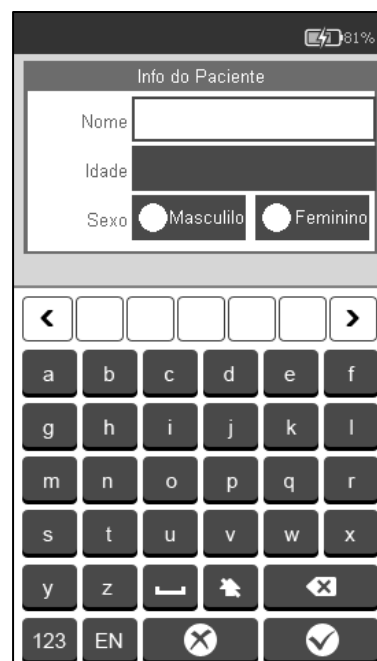 81%
Info do Paciente
Nome
Idade
Sexo Masculilo Feminino
a b c d e f
g h i j k l
m n o p q r
s t u v w x
y z
123 EN